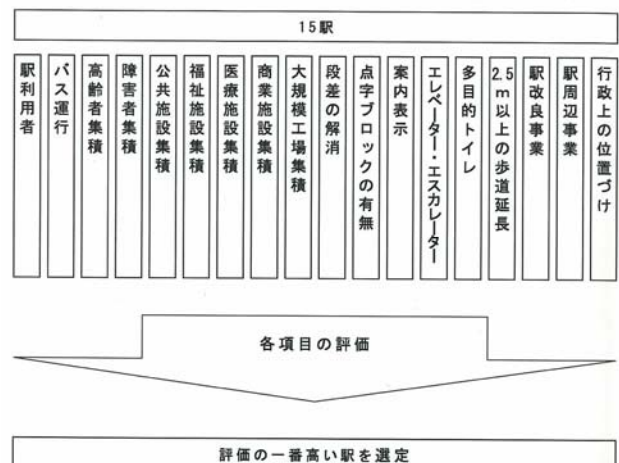 15駅
駅利用者
バス運行
高齢者集積
障害者集積
公共施設集積
福祉施設集積
医療施設集積
商業施設集積
大規模工場集積
段差の解消
点字ブロックの有無
案内表示
エレベーター・エスカレーター
多目的トイレ
2.5m以上の歩道延長
駅改良事業
駅周辺事業
行政上の位置づけ
各項目の評価
評価の一番高い駅を選定